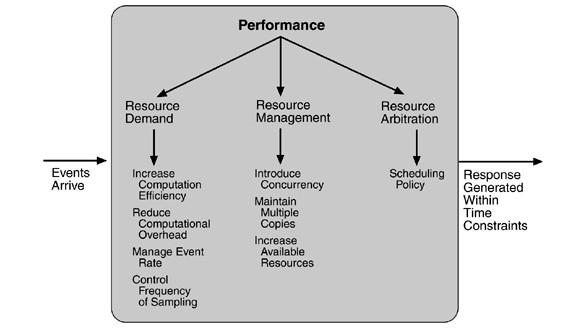 Performance
Resource
Demand
Resource
Management
Resource
Arbitration
Events
Arrive
Increase
Computation
Efficiency
Reduce
Computational
Overhead
Manage Event
Rate
Control
Frequency
of Sampling
Introduce
Concurrency
Maintain
Multiple
Copies
Increase
Available
Resources
Scheduling
Policy
Response
Generated
Within
Time
Constraints